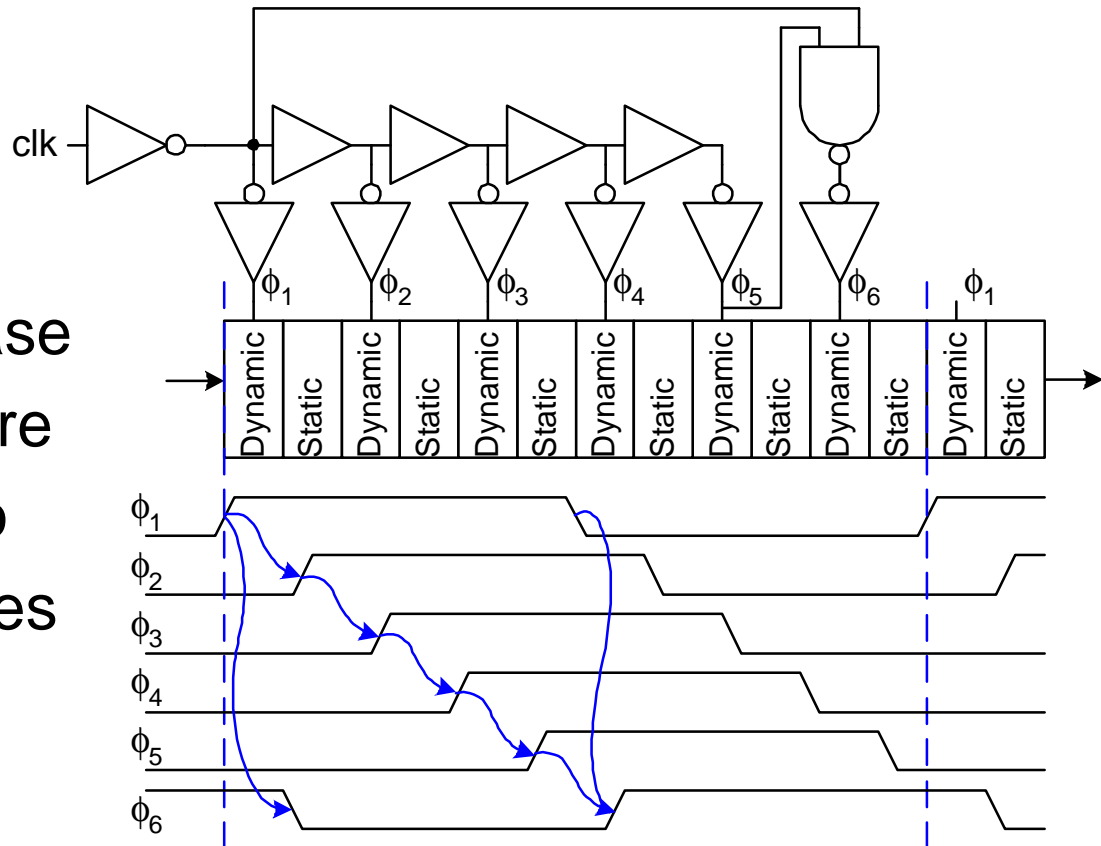 clk
ϕ1 ϕ2 ϕ3 ϕ4 ϕ5 ϕ6 ϕ1
Dynamic Static Dynamic Static Dynamic Static Dynamic Static Dynamic Static Dynamic Static Dynamic Static
ϕ1
ϕ2
ϕ3
ϕ4
ϕ5
ϕ6